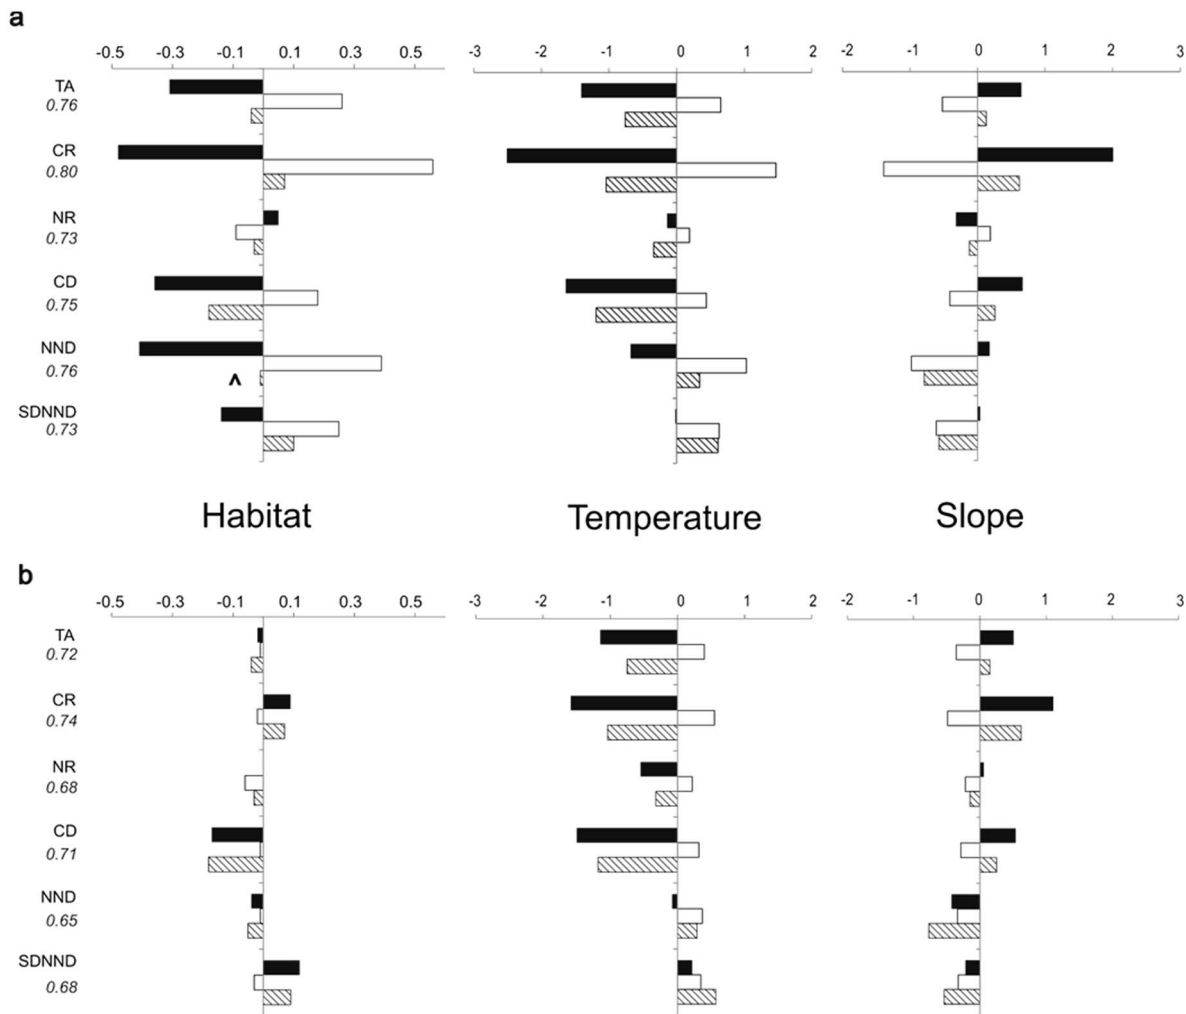 a
-0.5 -0.3 -0.1 0.1 0.3 0.5 -3 -2 -1 0 1 2 -2 -1 0 1 2 3
TA
0.76
CR
0.80
NR
0.73
CD
0.75
NND
0.76
^
SDNND
0.73
Habitat Temperature Slope
b
-0.5 -0.3 -0.1 0.1 0.3 0.5 -3 -2 -1 0 1 2 -2 -1 0 1 2 3
TA
0.72
CR
0.74
NR
0.68
CD
0.71
NND
0.65
SDNND
0.68